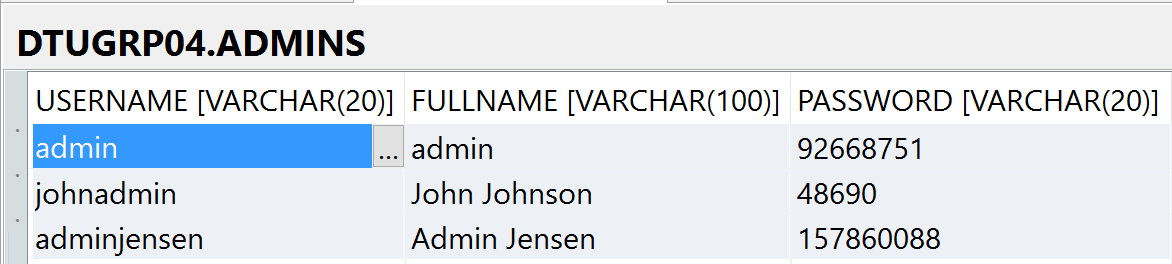 DTUGRP04.ADMINS
USERNAME [VARCHAR(20)] FULLNAME [VARCHAR(100)] PASSWORD [VARCHAR(20)]
admin ... admin 92668751
johnadmin John Johnson 48690
adminjensen Admin Jensen 157860088